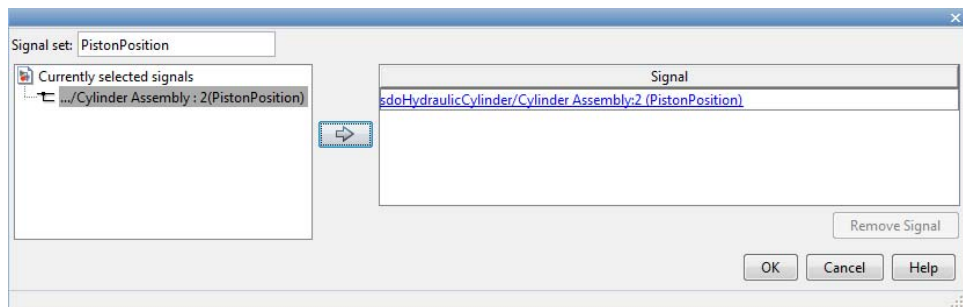 Signal set: PistonPosition
Currently selected signals
.../Cylinder Assembly : 2(PistonPosition)
Signal
sdoHydraulicCylinder/Cylinder Assembly:2 (PistonPosition)
Remove Signal
OK Cancel Help